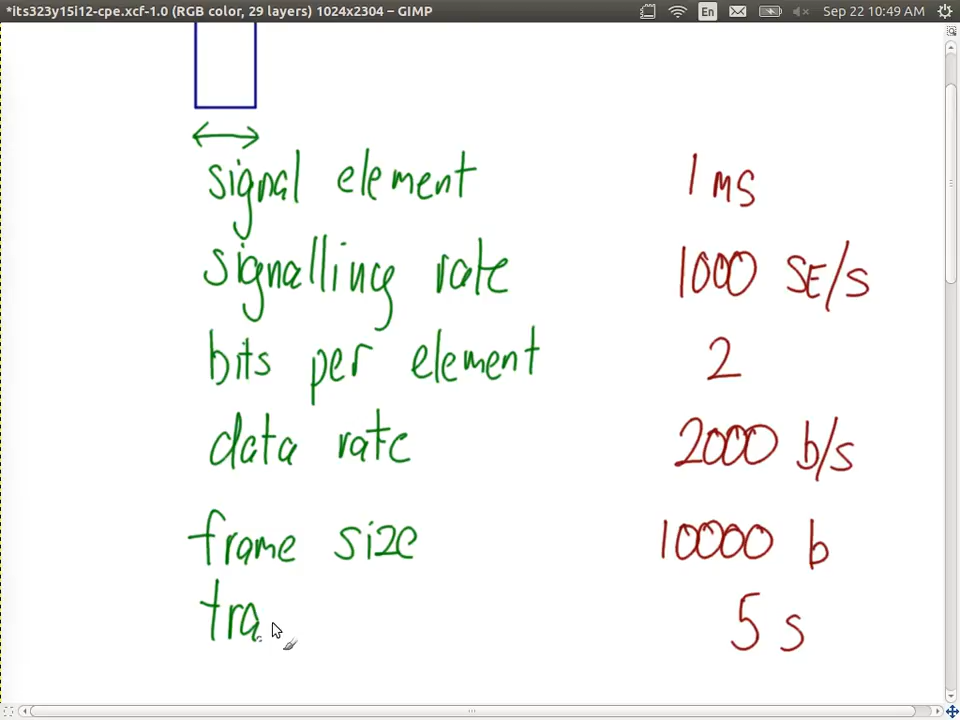 *its323y15i12-cpe.xcf-1.0 (RGB color, 29 layers) 1024x2304 – GIMP En Sep 22 10:49 AM
signal element 1 ms
signalling rate 1000 SE/s
bits per element 2
data rate 2000 b/s
frame size 10000 b
tra 5 s